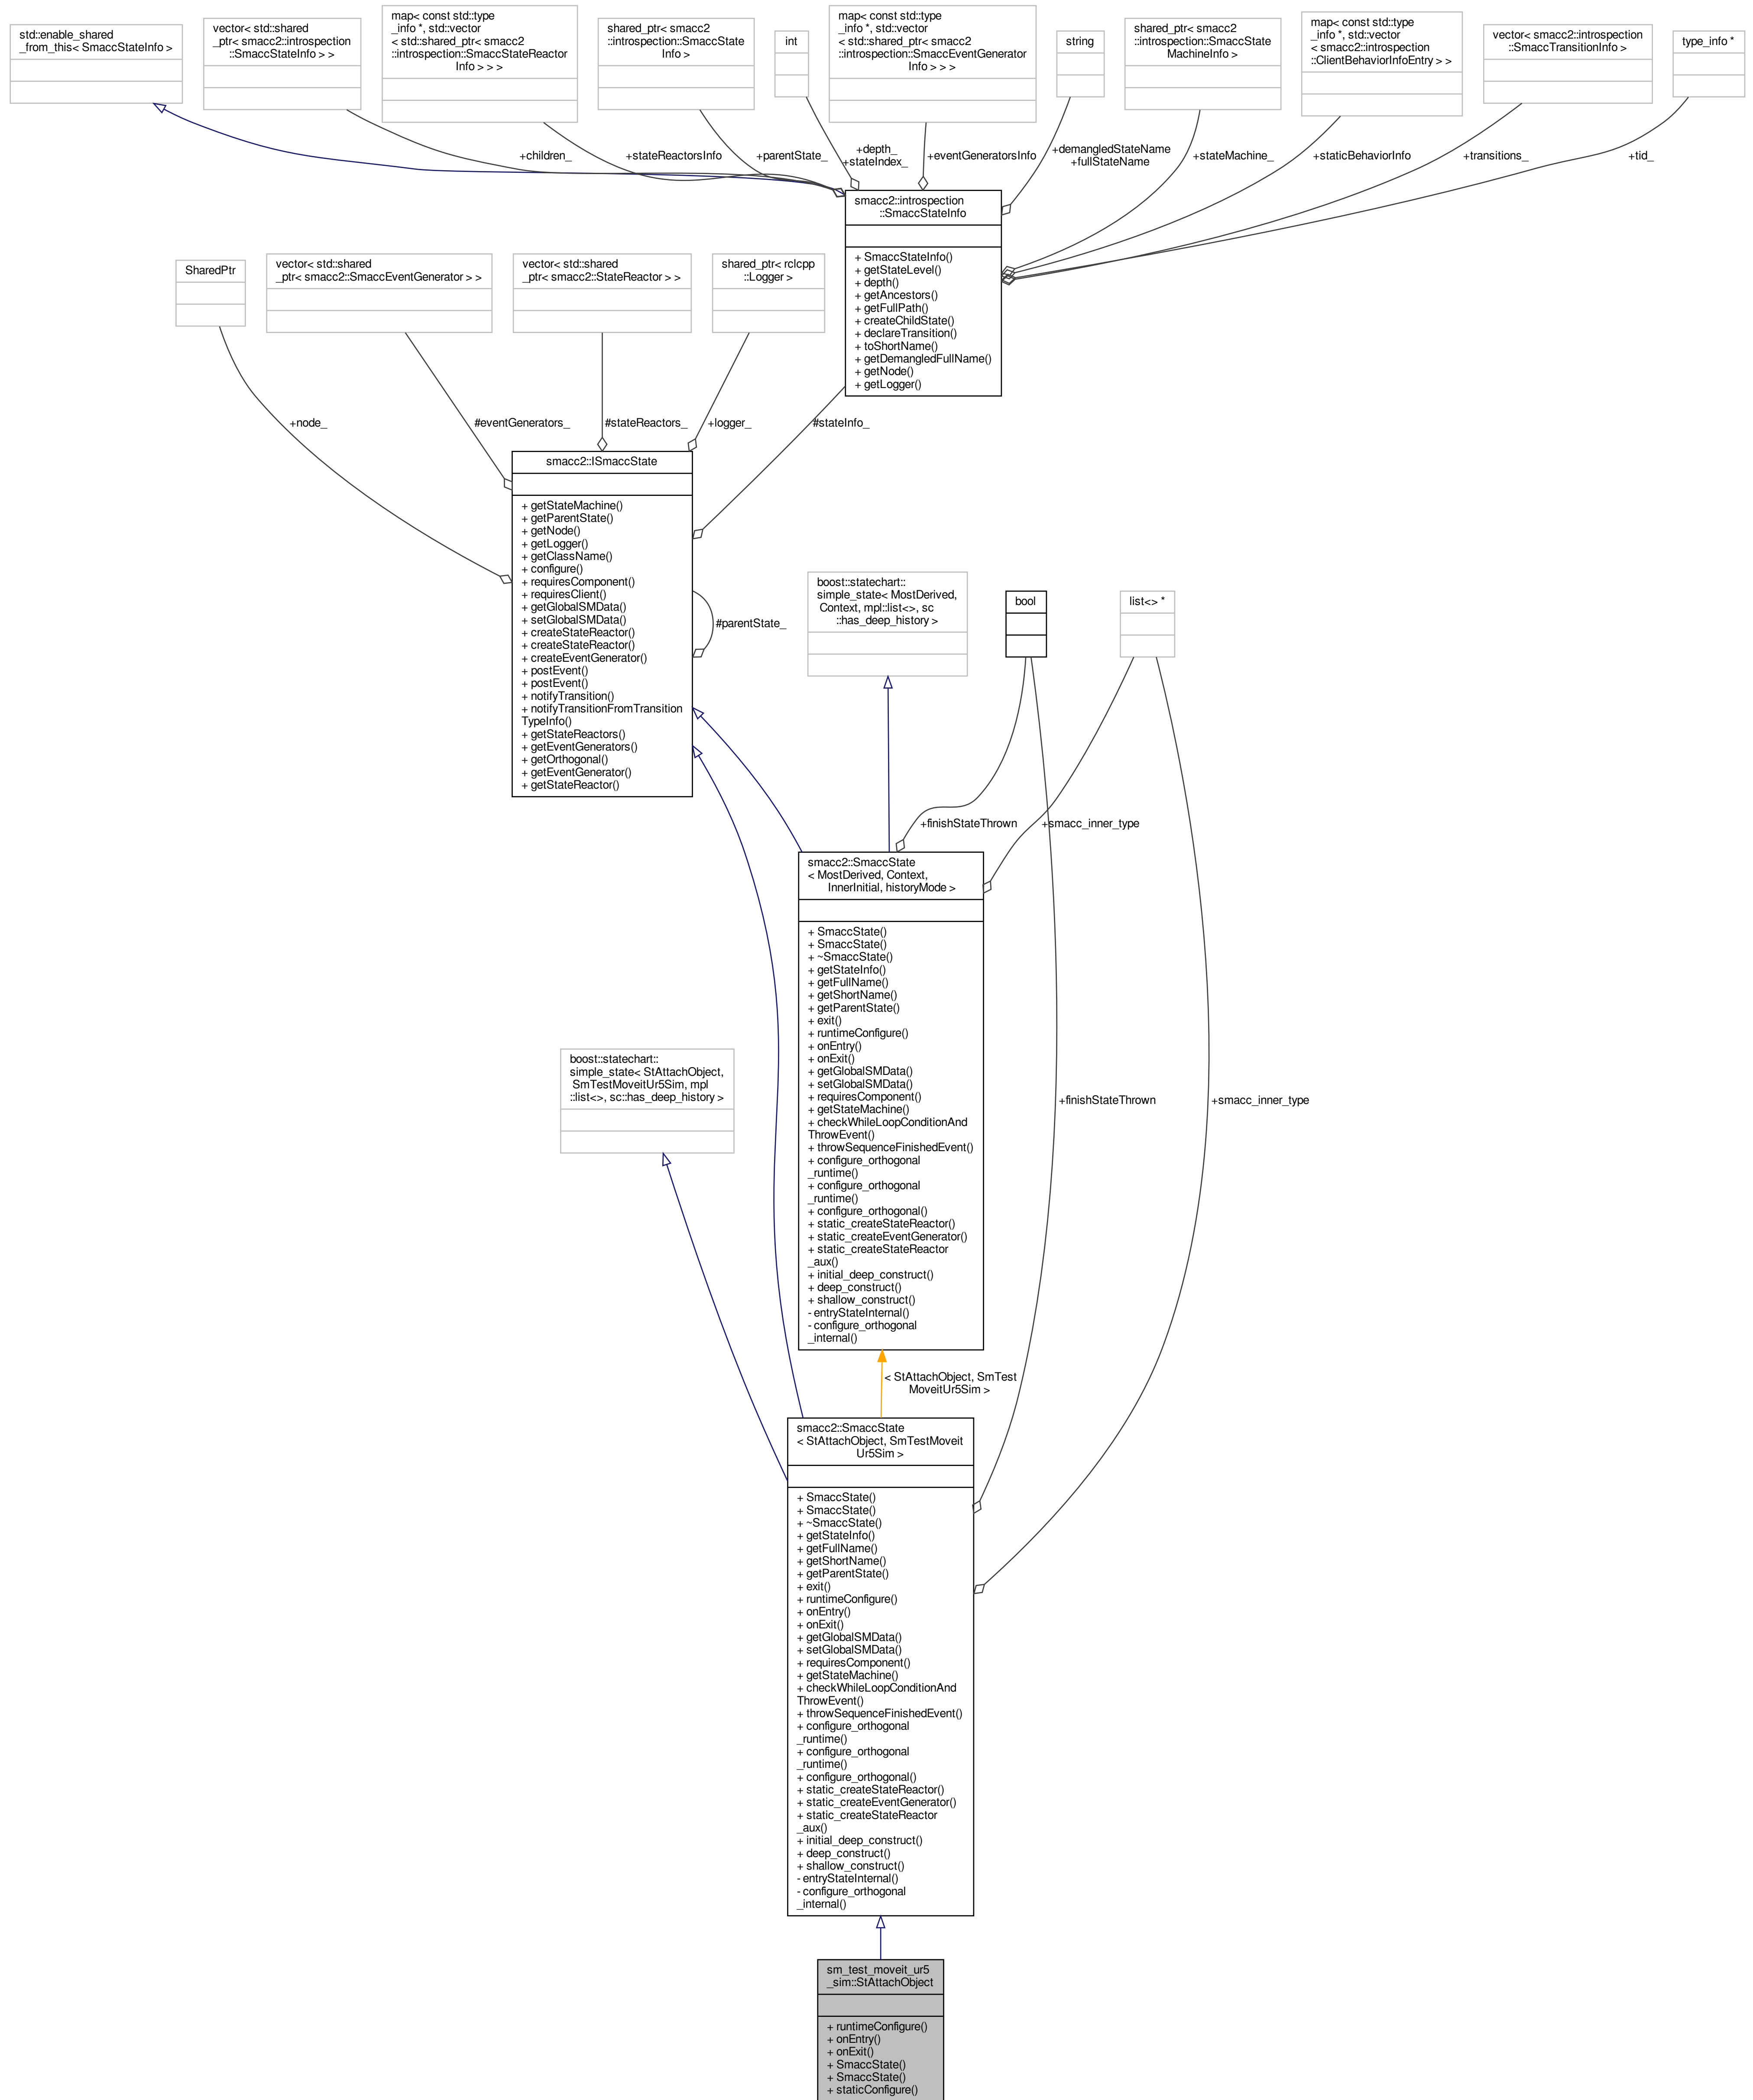 std::enable_shared
_from_this< SmaccStateInfo >
vector< std::shared
_ptr< smacc2::introspection
::SmaccStateInfo > >
map< const std::type
_info *, std::vector
< std::shared_ptr< smacc2
::introspection::SmaccStateReactor
Info > > >
shared_ptr< smacc2
::introspection::SmaccState
Info >
int
map< const std::type
_info *, std::vector
< std::shared_ptr< smacc2
::introspection::SmaccEventGenerator
Info > > >
string
shared_ptr< smacc2
::introspection::SmaccState
MachineInfo >
map< const std::type
_info *, std::vector
< smacc2::introspection
::ClientBehaviorInfoEntry > >
vector< smacc2::introspection
::SmaccTransitionInfo >
type_info *
+children_
+stateReactorsInfo
+parentState_
+depth_
+stateIndex_
+eventGeneratorsInfo
+demangledStateName
+fullStateName
+stateMachine_
+staticBehaviorInfo
+transitions_
+tid_
smacc2::introspection
::SmaccStateInfo
+ SmaccStateInfo()
+ getStateLevel()
+ depth()
+ getAncestors()
+ getFullPath()
+ createChildState()
+ declareTransition()
+ toShortName()
+ getDemangledFullName()
+ getNode()
+ getLogger()
SharedPtr
vector< std::shared
_ptr< smacc2::SmaccEventGenerator > >
vector< std::shared
_ptr< smacc2::StateReactor > >
shared_ptr< rclcpp
::Logger >
+node_
#eventGenerators_
#stateReactors_
+logger_
#stateInfo_
smacc2::ISmaccState
+ getStateMachine()
+ getParentState()
+ getNode()
+ getLogger()
+ getClassName()
+ configure()
+ requiresComponent()
+ requiresClient()
+ getGlobalSMData()
+ setGlobalSMData()
+ createStateReactor()
+ createStateReactor()
+ createEventGenerator()
+ postEvent()
+ postEvent()
+ notifyTransition()
+ notifyTransitionFromTransition
TypeInfo()
+ getStateReactors()
+ getEventGenerators()
+ getOrthogonal()
+ getEventGenerator()
+ getStateReactor()
#parentState_
boost::statechart::
simple_state< MostDerived,
Context, mpl::list<>, sc
::has_deep_history >
bool
list<> *
+finishStateThrown
+smacc_inner_type
smacc2::SmaccState
< MostDerived, Context,
InnerInitial, historyMode >
+ SmaccState()
+ SmaccState()
+ ~SmaccState()
+ getStateInfo()
+ getFullName()
+ getShortName()
+ getParentState()
+ exit()
+ runtimeConfigure()
+ onEntry()
+ onExit()
+ getGlobalSMData()
+ setGlobalSMData()
+ requiresComponent()
+ getStateMachine()
+ checkWhileLoopConditionAnd
ThrowEvent()
+ throwSequenceFinishedEvent()
+ configure_orthogonal
_runtime()
+ configure_orthogonal
_runtime()
+ configure_orthogonal()
+ static_createStateReactor()
+ static_createEventGenerator()
+ static_createStateReactor
_aux()
+ initial_deep_construct()
+ deep_construct()
+ shallow_construct()
- entryStateInternal()
- configure_orthogonal
_internal()
boost::statechart::
simple_state< StAttachObject,
SmTestMoveitUr5Sim, mpl
::list<>, sc::has_deep_history >
+finishStateThrown
+smacc_inner_type
< StAttachObject, SmTest
MoveitUr5Sim >
smacc2::SmaccState
< StAttachObject, SmTestMoveit
Ur5Sim >
+ SmaccState()
+ SmaccState()
+ ~SmaccState()
+ getStateInfo()
+ getFullName()
+ getShortName()
+ getParentState()
+ exit()
+ runtimeConfigure()
+ onEntry()
+ onExit()
+ getGlobalSMData()
+ setGlobalSMData()
+ requiresComponent()
+ getStateMachine()
+ checkWhileLoopConditionAnd
ThrowEvent()
+ throwSequenceFinishedEvent()
+ configure_orthogonal
_runtime()
+ configure_orthogonal
_runtime()
+ configure_orthogonal()
+ static_createStateReactor()
+ static_createEventGenerator()
+ static_createStateReactor
_aux()
+ initial_deep_construct()
+ deep_construct()
+ shallow_construct()
- entryStateInternal()
- configure_orthogonal
_internal()
sm_test_moveit_ur5
_sim::StAttachObject
+ runtimeConfigure()
+ onEntry()
+ onExit()
+ SmaccState()
+ SmaccState()
+ staticConfigure()